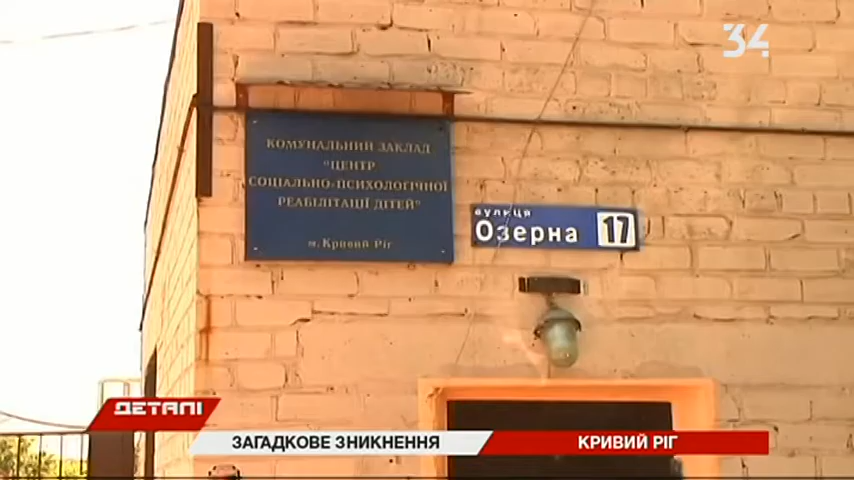 34
КОМУНАЛЬНИЙ ЗАКЛАД
"ЦЕНТР
СОЦІАЛЬНО-ПСИХОЛОГІЧНОЇ
РЕАБІЛІТАЦІЇ ДІТЕЙ"
м. Кривий Ріг
вулиця
Озерна 17
ДЕТАЛІ
ЗАГАДКОВЕ ЗНИКНЕННЯ
КРИВИЙ РІГ